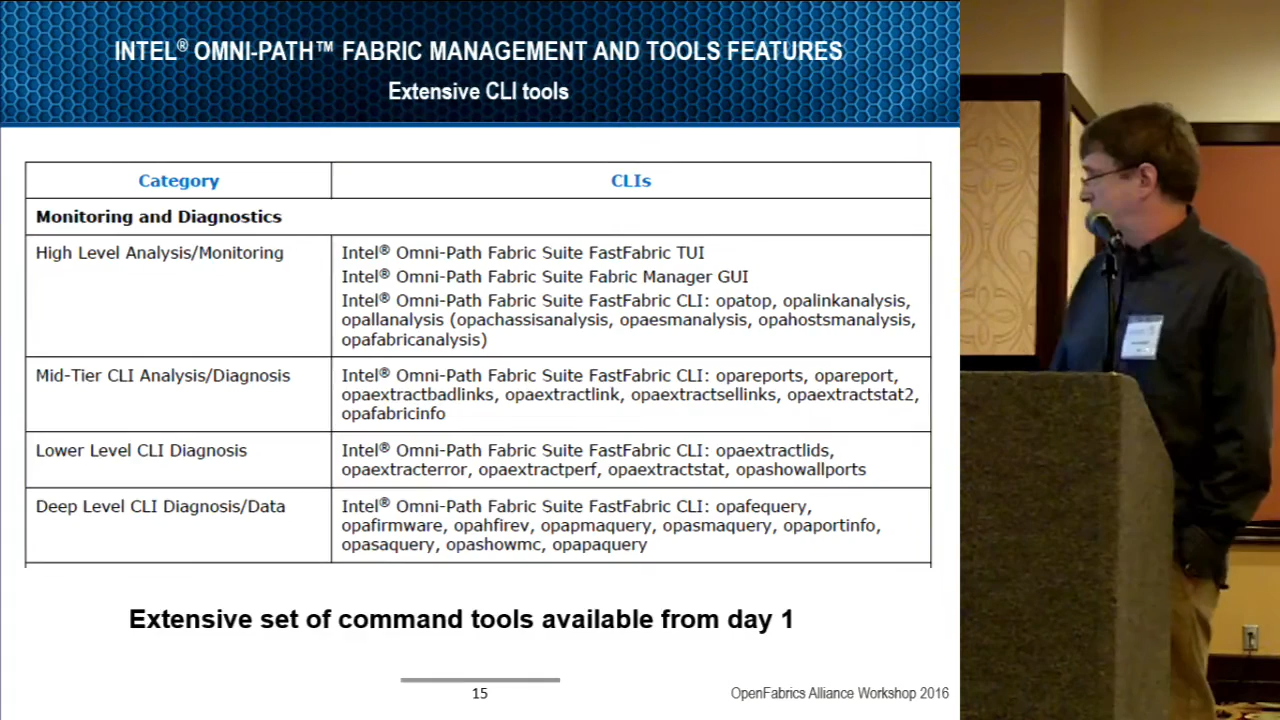 INTEL® OMNI-PATH™ FABRIC MANAGEMENT AND TOOLS FEATURES
Extensive CLI tools
Category
CLIs
Monitoring and Diagnostics
High Level Analysis/Monitoring
Intel® Omni-Path Fabric Suite FastFabric TUI
Intel® Omni-Path Fabric Suite Fabric Manager GUI
Intel® Omni-Path Fabric Suite FastFabric CLI: opatop, opalinkanalysis,
opallanalysis (opachassisanalysis, opaesmanalysis, opahostsmanalysis,
opafabricanalysis)
Mid-Tier CLI Analysis/Diagnosis
Intel® Omni-Path Fabric Suite FastFabric CLI: opareports, opareport,
opaextractbadlinks, opaextractlink, opaextractsellinks, opaextractstat2,
opafabricinfo
Lower Level CLI Diagnosis
Intel® Omni-Path Fabric Suite FastFabric CLI: opaextractlids,
opaextracterror, opaextractperf, opaextractstat, opashowallports
Deep Level CLI Diagnosis/Data
Intel® Omni-Path Fabric Suite FastFabric CLI: opafequery,
opafirmware, opahfirev, opapmaquery, opasmaquery, opaportinfo,
opasaquery, opashowmc, opapaquery
Extensive set of command tools available from day 1
15
OpenFabrics Alliance Workshop 2016